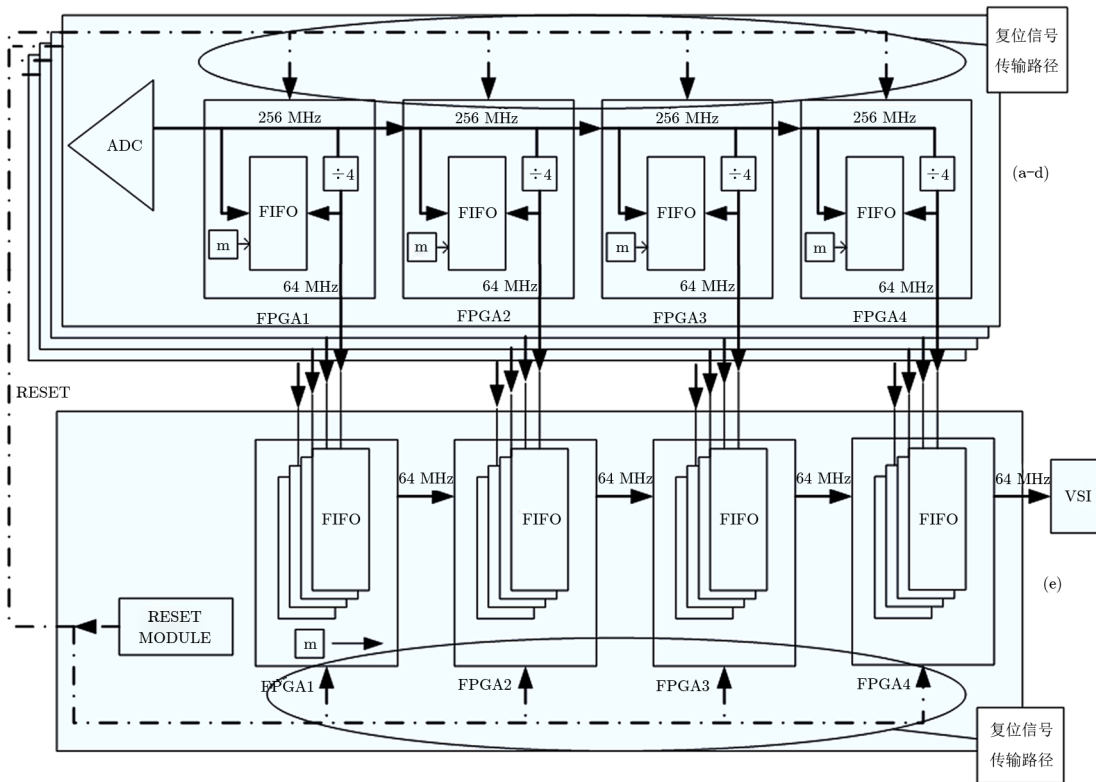 复位信号
传输路径
256 MHz
256 MHz
256 MHz
256 MHz
ADC
÷4
÷4
÷4
÷4
(a–d)
FIFO
FIFO
FIFO
FIFO
m
m
m
m
64 MHz
64 MHz
64 MHz
64 MHz
FPGA1
FPGA2
FPGA3
FPGA4
RESET
64 MHz
64 MHz
64 MHz
64 MHz
VSI
FIFO
FIFO
FIFO
FIFO
(e)
RESET
MODULE
m
FPGA1
FPGA2
FPGA3
FPGA4
复位信号
传输路径